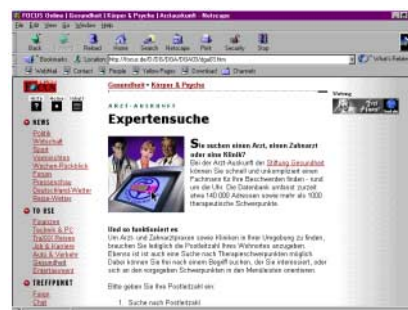 FOCUS Online | Gesundheit | Körper & Psyche | Arztauskunft - Netscape
File Edit View Go Window Help
Back Reload Home Search Netscape Print Security Stop
Bookmarks Location
What's Related
WebMail Contact People Yellow Pages Download Channels
Gesundheit - Körper & Psyche
ARZT-AUSKUNFT
Expertensuche
Sie suchen einen Arzt, einen Zahnarzt
oder eine Klinik?
Bei der Arzt-Auskunft der Stiftung Gesundheit
können Sie schnell und unkompliziert einen
Fachmann für Ihre Beschwerden finden - rund
um die Uhr. Die Datenbank umfasst zurzeit
etwa 140 000 Adressen sowie mehr als 1000
therapeutische Schwerpunkte.
Und so funktioniert es
Um Arzt- und Zahnarztpraxen sowie Kliniken in Ihrer Umgebung zu finden,
brauchen Sie lediglich die Postleitzahl Ihres Wohnortes anzugeben.
Ebenso ist auch eine Suche nach Therapieschwerpunkten möglich.
Dabei können Sie frei nach einem Begriff suchen, der Sie interessiert, oder
sich an den vorgegeben Schwerpunkten in den Menüleisten orientieren.
Bitte geben Sie Ihre Postleitzahl ein:
1. Suche nach Postleitzahl
NEWS
Politik
Wirtschaft
Sport
Vermischtes
Wochen-Rückblick
Forum
Presseschau
Deutschland-Wetter
Reise-Wetter
TO USE
Finanzen
Technik & PC
Reisen
Job & Karriere
Auto & Verkehr
Gesundheit
Entertainment
TREFFPUNKT
Foren
Chat